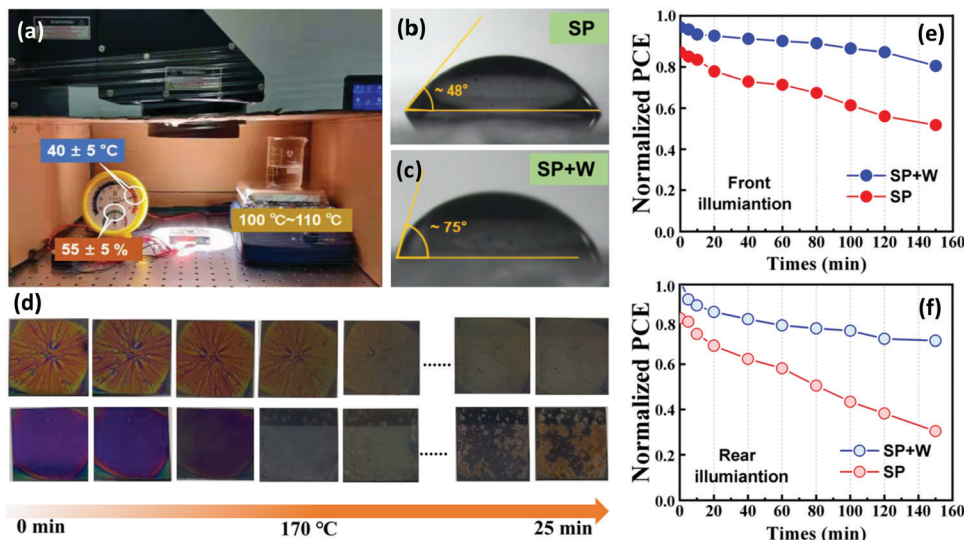 (a)
40 ± 5 °C
55 ± 5 %
100 ℃~110 ℃
(b)
SP
~ 48°
(c)
SP+W
~ 75°
(d)
......
......
0 min
170 ℃
25 min
(e)
Normalized PCE
1.0
0.8
0.6
0.4
0.2
0.0
SP+W
SP
Front
illumiantion
0 20 40 60 80 100 120 140 160
Times (min)
(f)
Normalized PCE
1.0
0.8
0.6
0.4
0.2
0.0
SP+W
SP
Rear
illumiantion
0 20 40 60 80 100 120 140 160
Times (min)